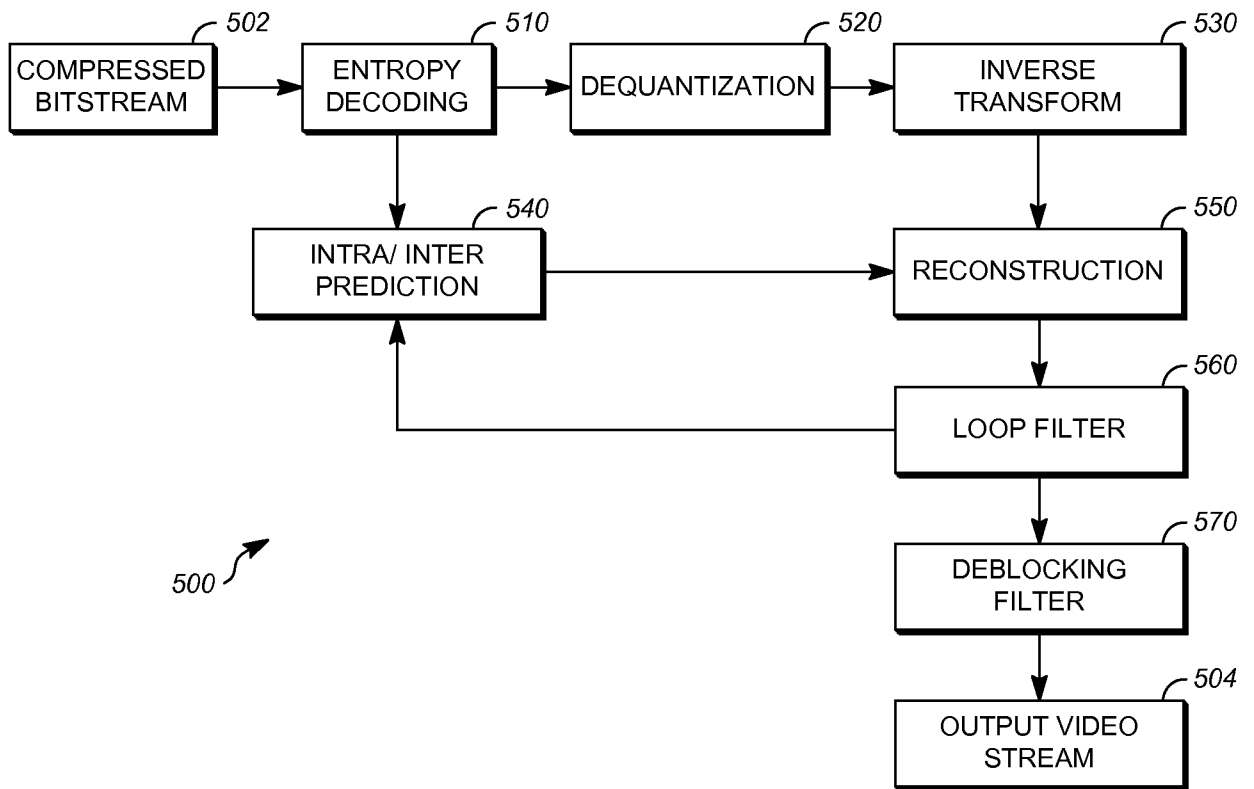 502
COMPRESSED
BITSTREAM
510
ENTROPY
DECODING
520
DEQUANTIZATION
530
INVERSE
TRANSFORM
540
INTRA/ INTER
PREDICTION
550
RECONSTRUCTION
560
LOOP FILTER
570
DEBLOCKING
FILTER
500
504
OUTPUT VIDEO
STREAM